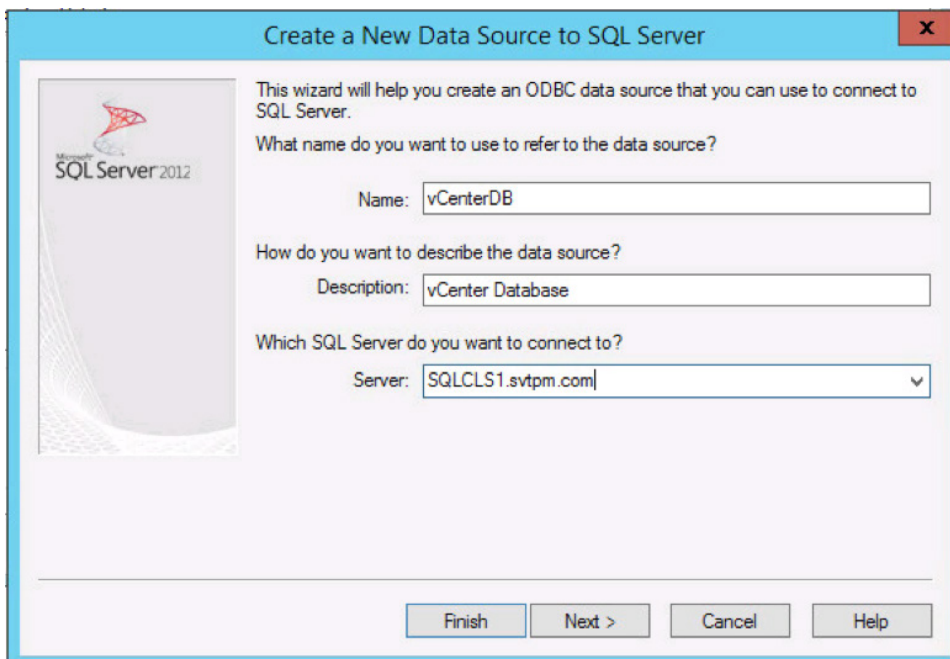 Create a New Data Source to SQL Server
x
This wizard will help you create an ODBC data source that you can use to connect to
SQL Server.
What name do you want to use to refer to the data source?
Microsoft
SQL Server 2012
Name: vCenterDB
How do you want to describe the data source?
Description: vCenter Database
Which SQL Server do you want to connect to?
Server: SQLCLS1.svtpm.com
Finish Next > Cancel Help